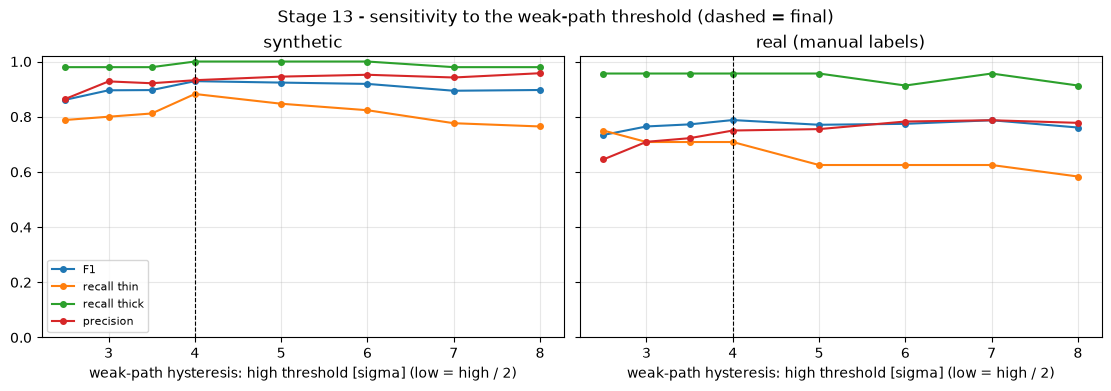 Stage 13 - sensitivity to the weak-path threshold (dashed = final)
synthetic
real (manual labels)
1.0
0.8
0.6
0.4
0.2
0.0
F1
recall thin
recall thick
precision
3 4 5 6 7 8
3 4 5 6 7 8
weak-path hysteresis: high threshold [sigma] (low = high / 2)
weak-path hysteresis: high threshold [sigma] (low = high / 2)